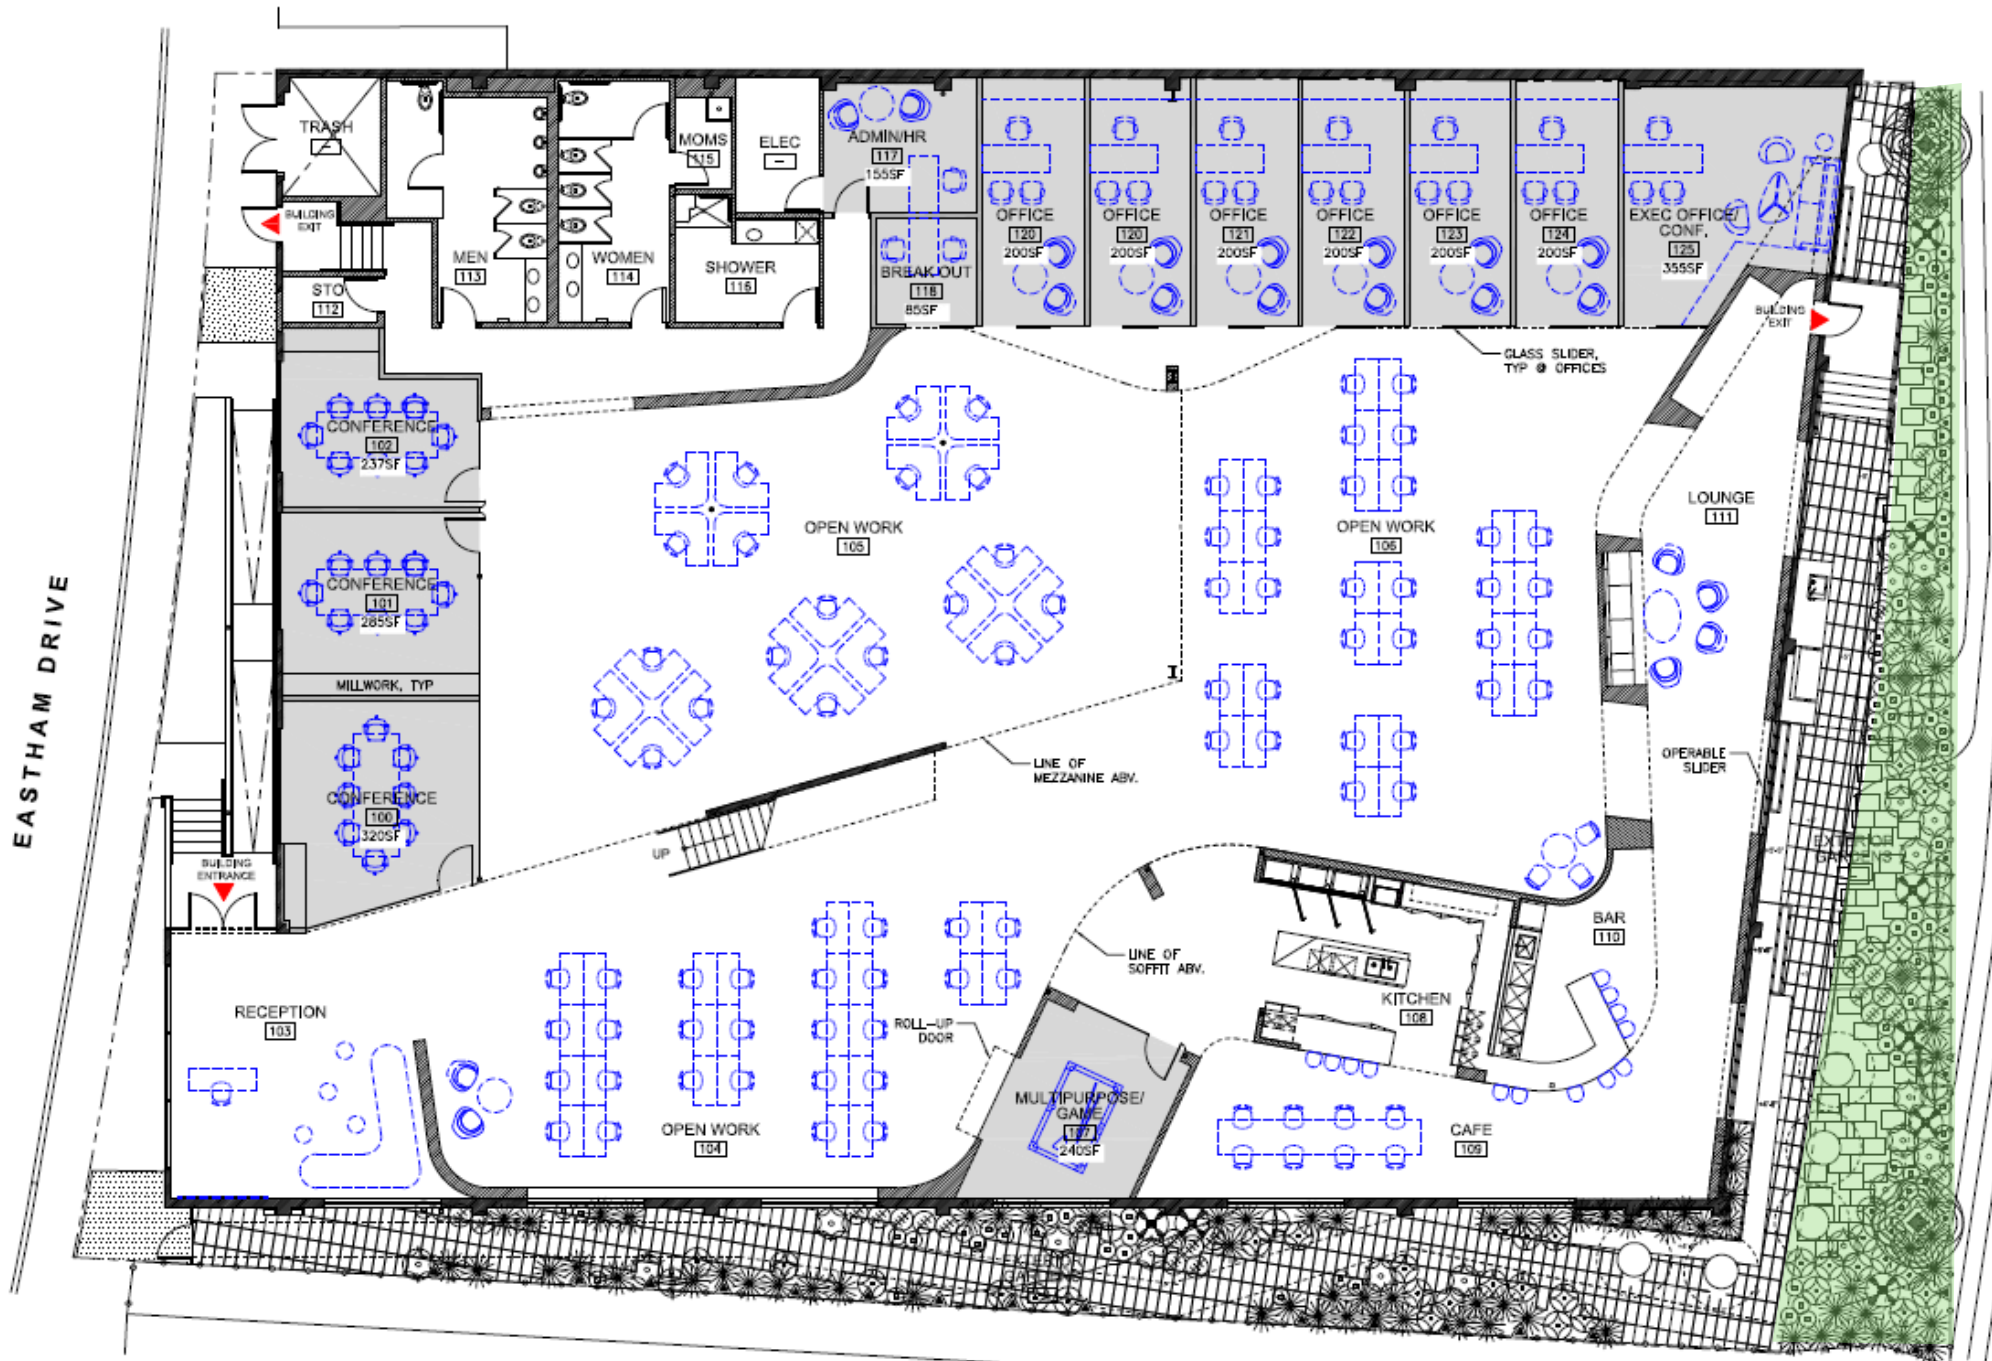 TRASH
–
BUILDING
EXIT
STO
112
MEN
113
WOMEN
114
MOMS
115
ELEC
–
SHOWER
116
ADMIN/HR
117
155SF
BREAK OUT
118
85SF
OFFICE
120
200SF
OFFICE
120
200SF
OFFICE
121
200SF
OFFICE
122
200SF
OFFICE
123
200SF
OFFICE
124
200SF
EXEC OFFICE/
CONF.
125
355SF
BUILDING
EXIT
GLASS SLIDER,
TYP @ OFFICES
CONFERENCE
102
237SF
CONFERENCE
101
285SF
MILLWORK, TYP
CONFERENCE
100
320SF
EASTHAM DRIVE
BUILDING
ENTRANCE
OPEN WORK
105
OPEN WORK
106
LOUNGE
111
OPERABLE
SLIDER
LINE OF
MEZZANINE ABV.
UP
LINE OF
SOFFIT ABV.
BAR
110
KITCHEN
108
RECEPTION
103
ROLL-UP
DOOR
OPEN WORK
104
MULTIPURPOSE/
GAME
107
240SF
CAFE
109